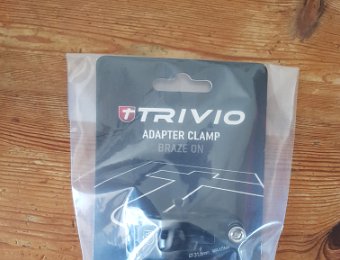 TRIVIO
ADAPTER CLAMP
BRAZE ON